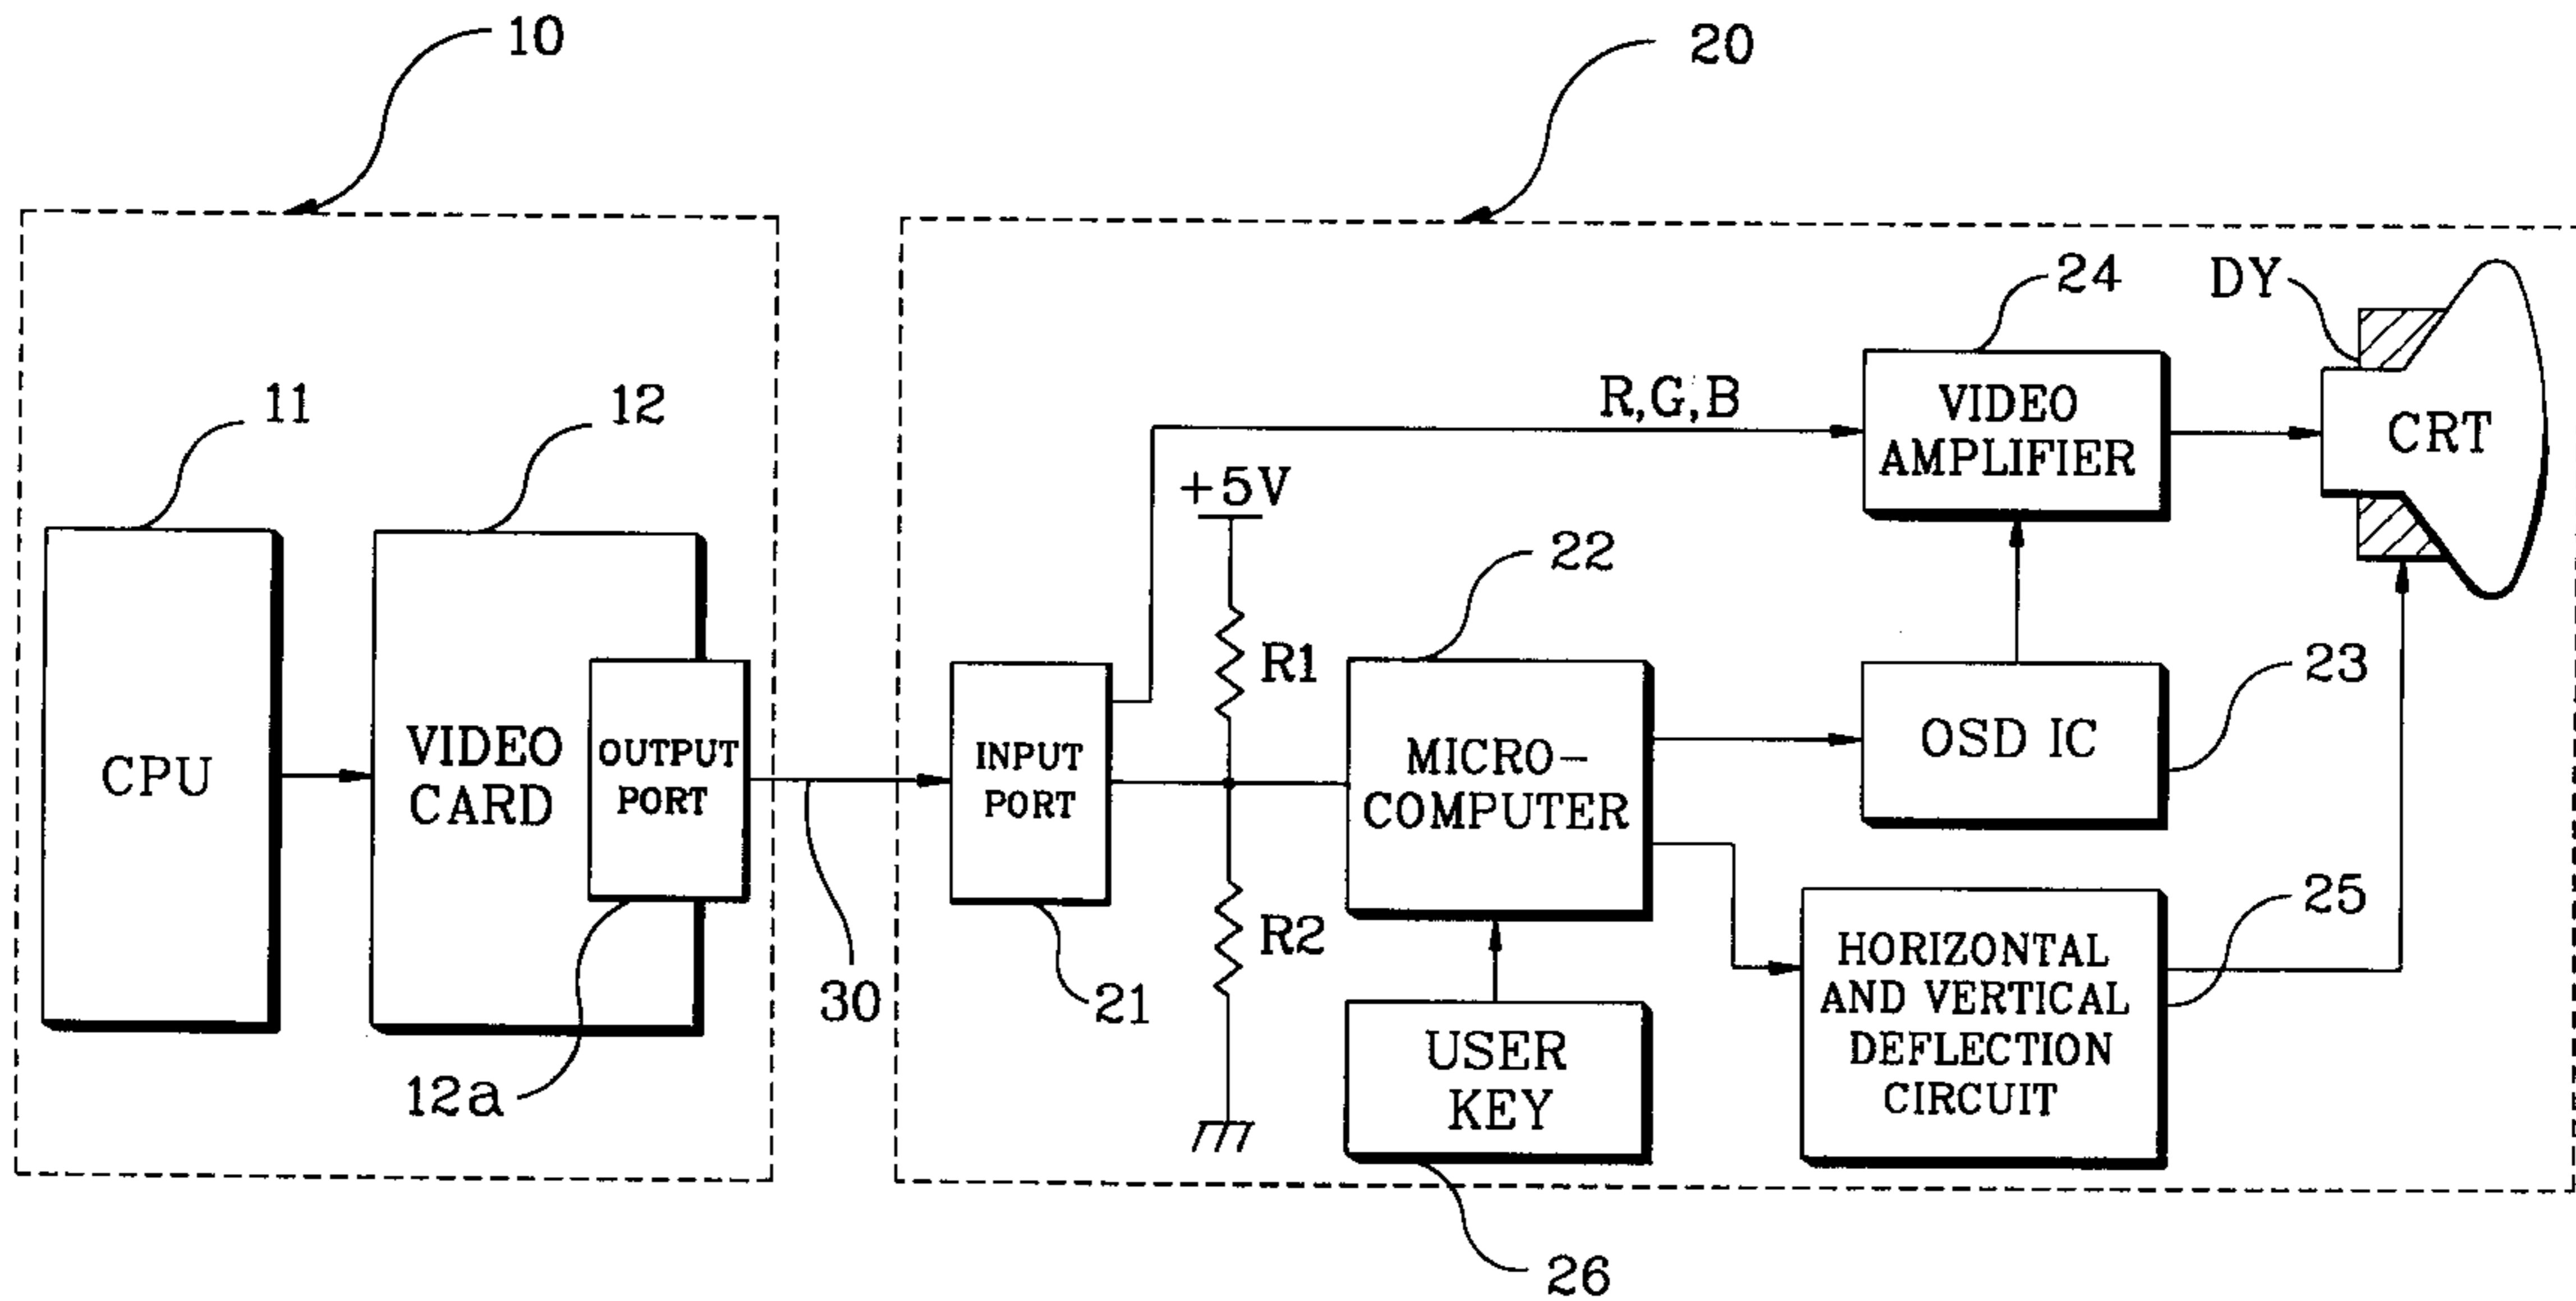 10
20
11
12
CPU
VIDEO
CARD
OUTPUT
PORT
12a
30
INPUT
PORT
21
+5V
R1
R2
R,G,B
22
MICRO-
COMPUTER
USER
KEY
26
24
VIDEO
AMPLIFIER
DY
CRT
OSD IC
23
HORIZONTAL
AND VERTICAL
DEFLECTION
CIRCUIT
25